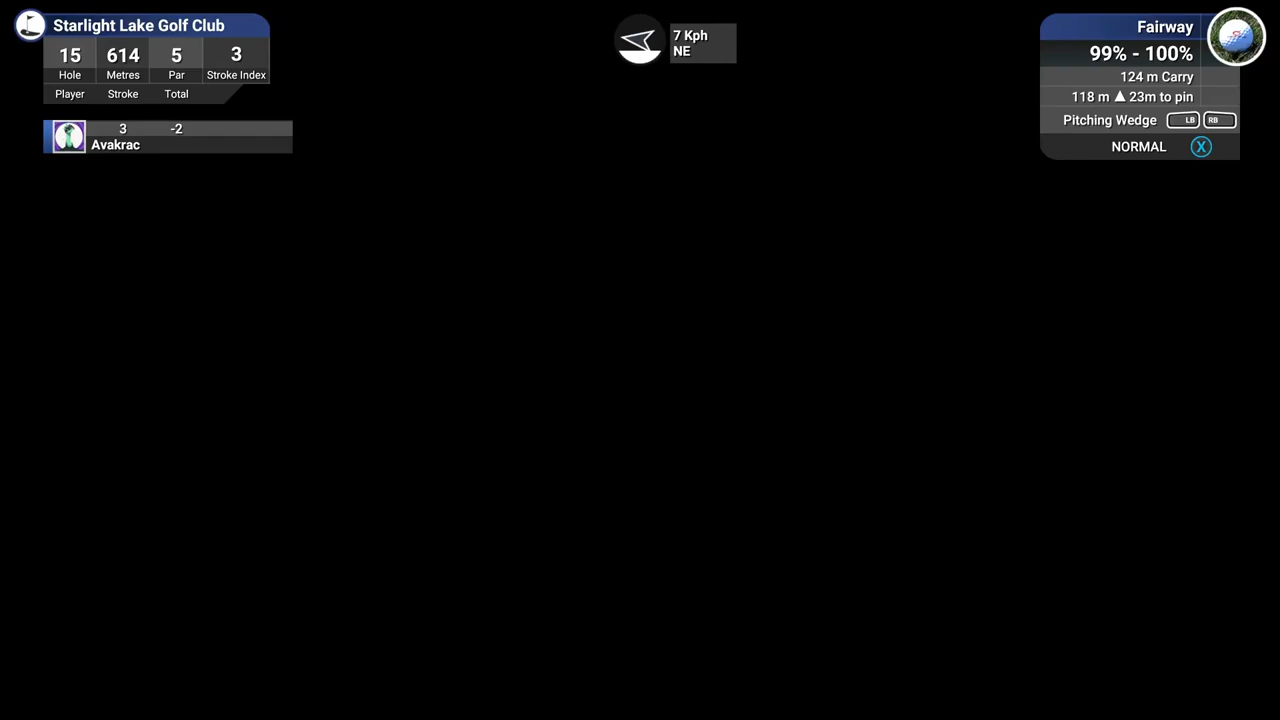 Starlight Lake Golf Club
15 614 5 3
Hole Metres Par Stroke Index
Player Stroke Total
3 -2
Avakrac
7 Kph
NE
Fairway
99% - 100%
124 m Carry
118 m ▲ 23m to pin
Pitching Wedge LB RB
NORMAL X